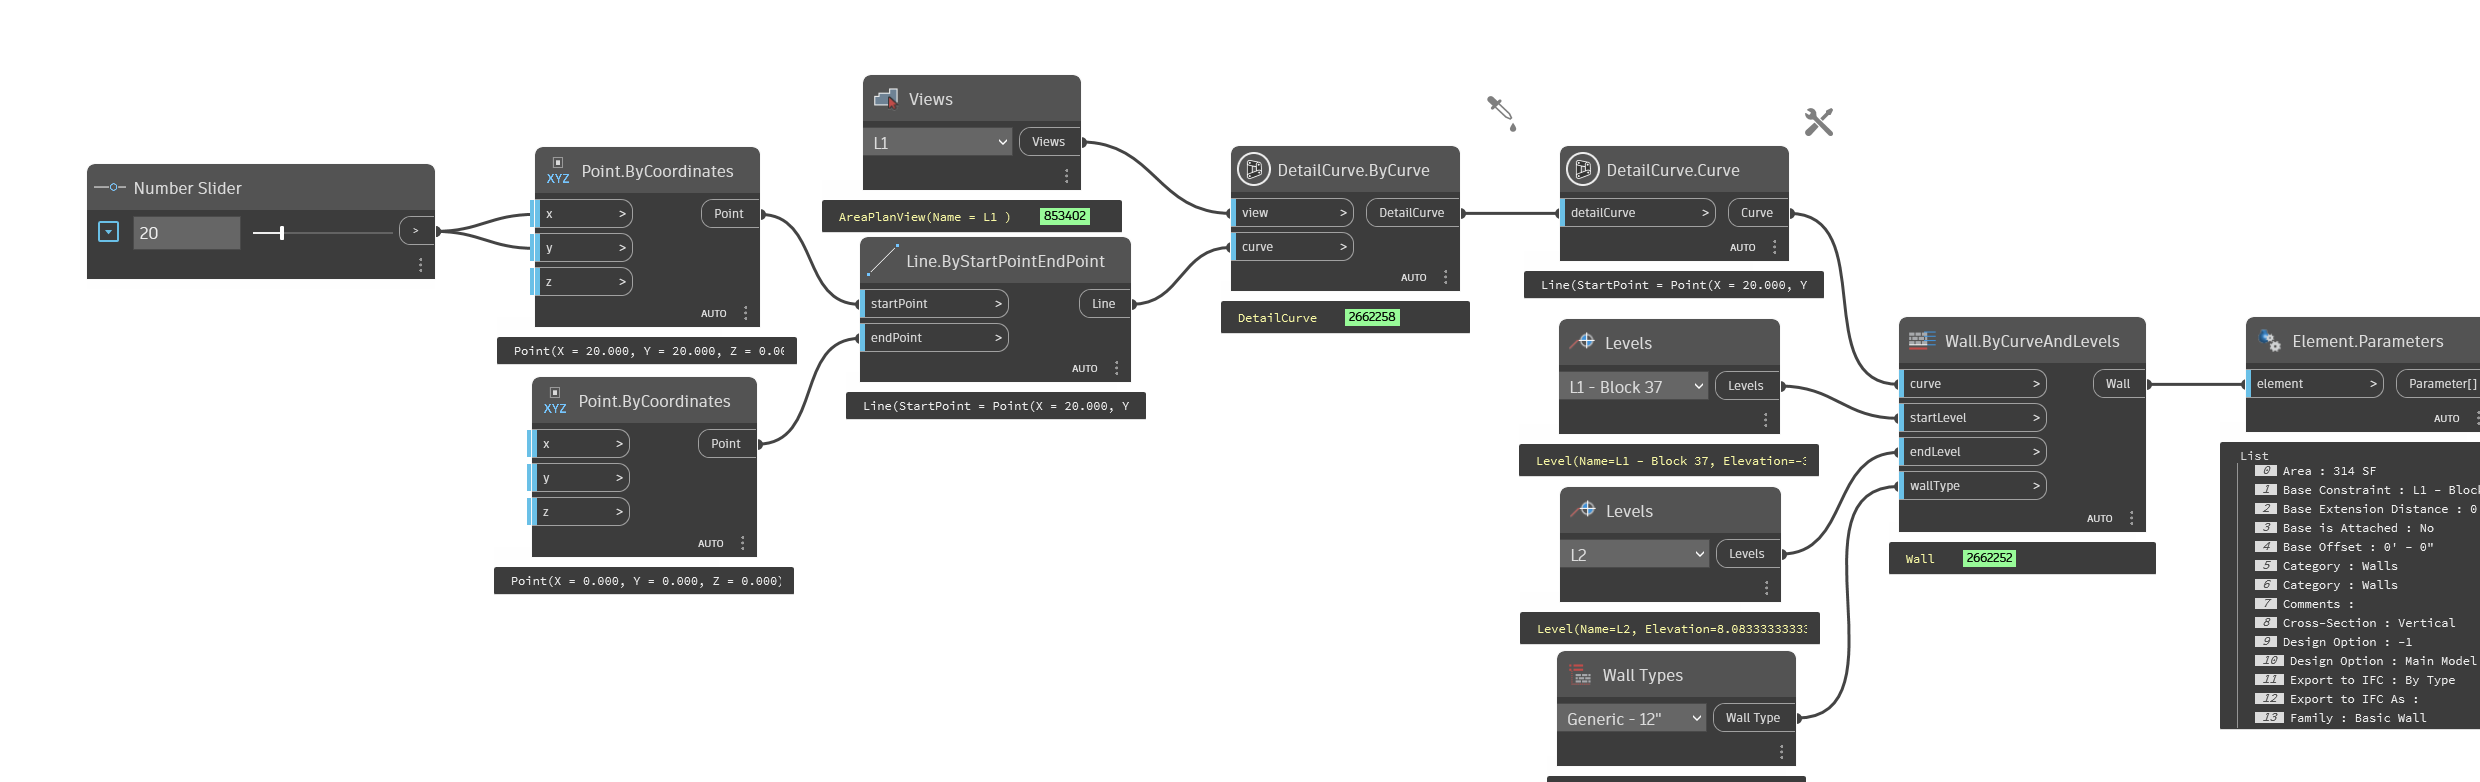 Number Slider
20
>
XYZ
Point.ByCoordinates
x >
Point
y >
z >
AUTO
Point(X = 20.000, Y = 20.000, Z = 0.00
XYZ
Point.ByCoordinates
x >
Point
y >
z >
AUTO
Point(X = 0.000, Y = 0.000, Z = 0.000)
Views
L1
Views
AreaPlanView(Name = L1 ) 853402
Line.ByStartPointEndPoint
startPoint >
Line
endPoint >
AUTO
Line(StartPoint = Point(X = 20.000, Y
DetailCurve.ByCurve
view >
DetailCurve
curve >
AUTO
DetailCurve 2662258
DetailCurve.Curve
detailCurve >
Curve
AUTO
Line(StartPoint = Point(X = 20.000, Y
Levels
L1 - Block 37
Levels
Level(Name=L1 - Block 37, Elevation=-3
Levels
L2
Levels
Level(Name=L2, Elevation=8.08333333333
Wall Types
Generic - 12"
Wall Type
Wall.ByCurveAndLevels
curve >
Wall
startLevel >
endLevel >
wallType >
AUTO
Wall 2662252
Element.Parameters
element >
Parameter[]
AUTO
List
0 Area : 314 SF
1 Base Constraint : L1 - Block
2 Base Extension Distance : 0
3 Base is Attached : No
4 Base Offset : 0' - 0"
5 Category : Walls
6 Category : Walls
7 Comments :
8 Cross-Section : Vertical
9 Design Option : -1
10 Design Option : Main Model
11 Export to IFC : By Type
12 Export to IFC As :
13 Family : Basic Wall